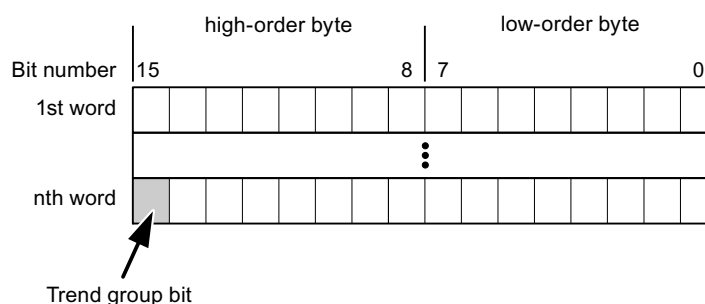 high-order byte low-order byte
Bit number 15 8 7 0
1st word
nth word
Trend group bit